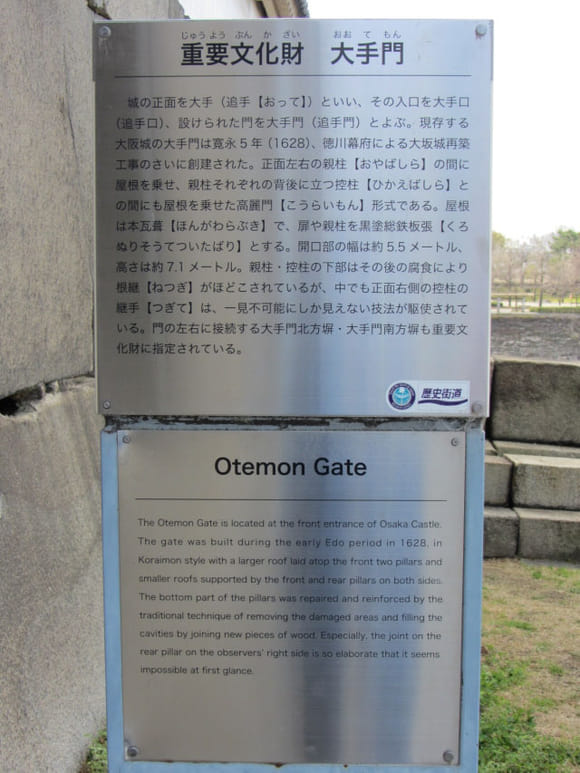 じゅう よう ぶん か ざい おお て もん
重要文化財 大手門
城の正面を大手（追手【おって】）といい、その入口を大手口
（追手口）、設けられた門を大手門（追手門）とよぶ。現存する
大阪城の大手門は寛永５年（1628）、徳川幕府による大坂城再築
工事のさいに創建された。正面左右の親柱【おやばしら】の間に
屋根を乗せ、親柱それぞれの背後に立つ控柱【ひかえばしら】と
の間にも屋根を乗せた高麗門【こうらいもん】形式である。屋根
は本瓦葺【ほんがわらぶき】で、扉や親柱を黒塗総鉄板張【くろ
ぬりそうてついたばり】とする。開口部の幅は約5.5メートル、
高さは約7.1メートル。親柱・控柱の下部はその後の腐食により
根継【ねつぎ】がほどこされているが、中でも正面右側の控柱の
継手【つぎて】は、一見不可能にしか見えない技法が駆使されて
いる。門の左右に接続する大手門北方塀・大手門南方塀も重要文
化財に指定されている。
歴史街道
Otemon Gate
The Otemon Gate is located at the front entrance of Osaka Castle.
The gate was built during the early Edo period in 1628, in
Koraimon style with a larger roof laid atop the front two pillars and
smaller roofs supported by the front and rear pillars on both sides.
The bottom part of the pillars was repaired and reinforced by the
traditional technique of removing the damaged areas and filling the
cavities by joining new pieces of wood. Especially, the joint on the
rear pillar on the observers' right side is so elaborate that it seems
impossible at first glance.